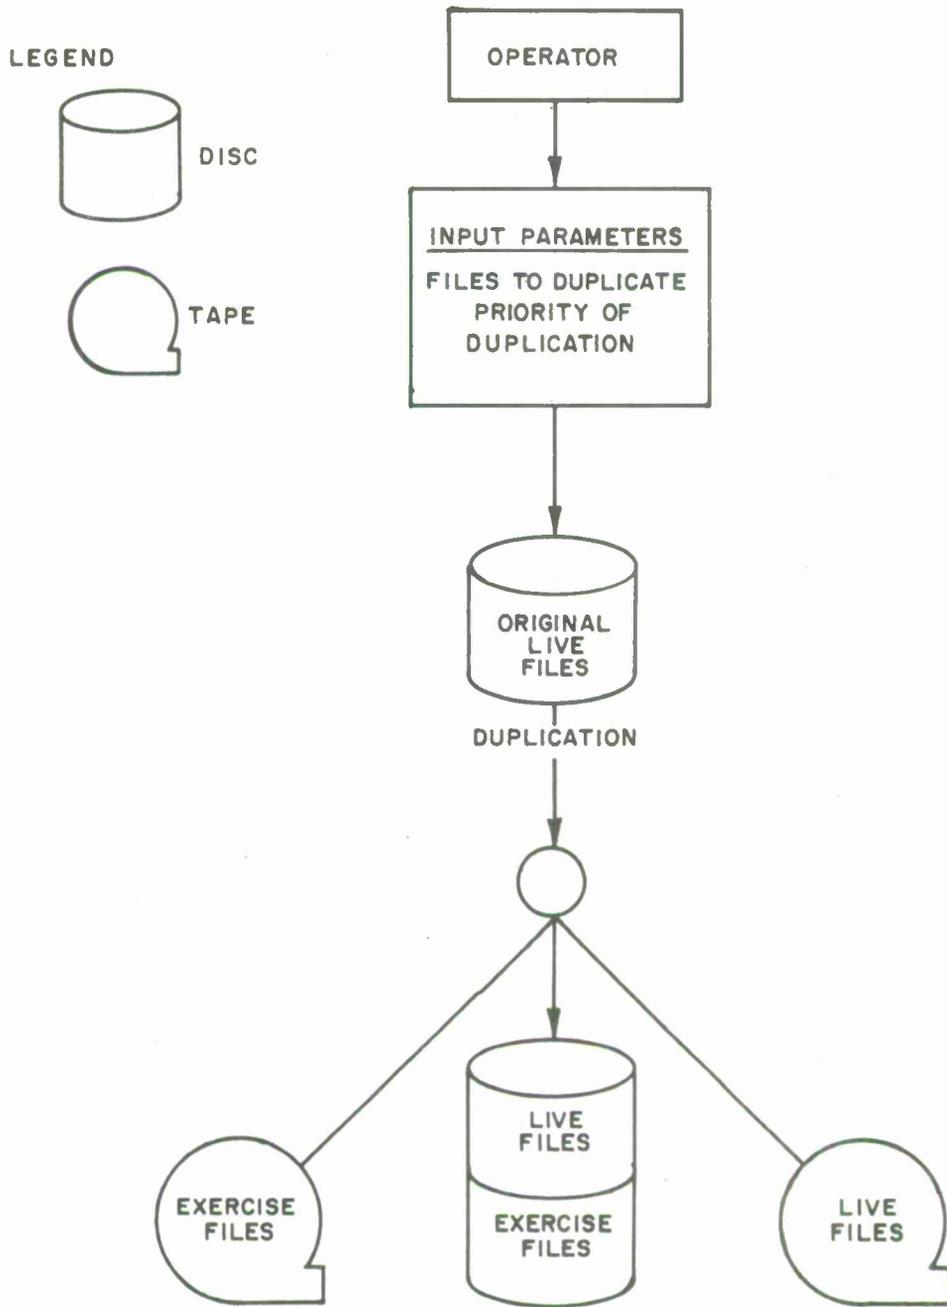 LEGEND
DISC
TAPE
OPERATOR
INPUT PARAMETERS
FILES TO DUPLICATE
PRIORITY OF
DUPLICATION
ORIGINAL
LIVE
FILES
DUPLICATION
EXERCISE
FILES
LIVE
FILES
EXERCISE
FILES
LIVE
FILES